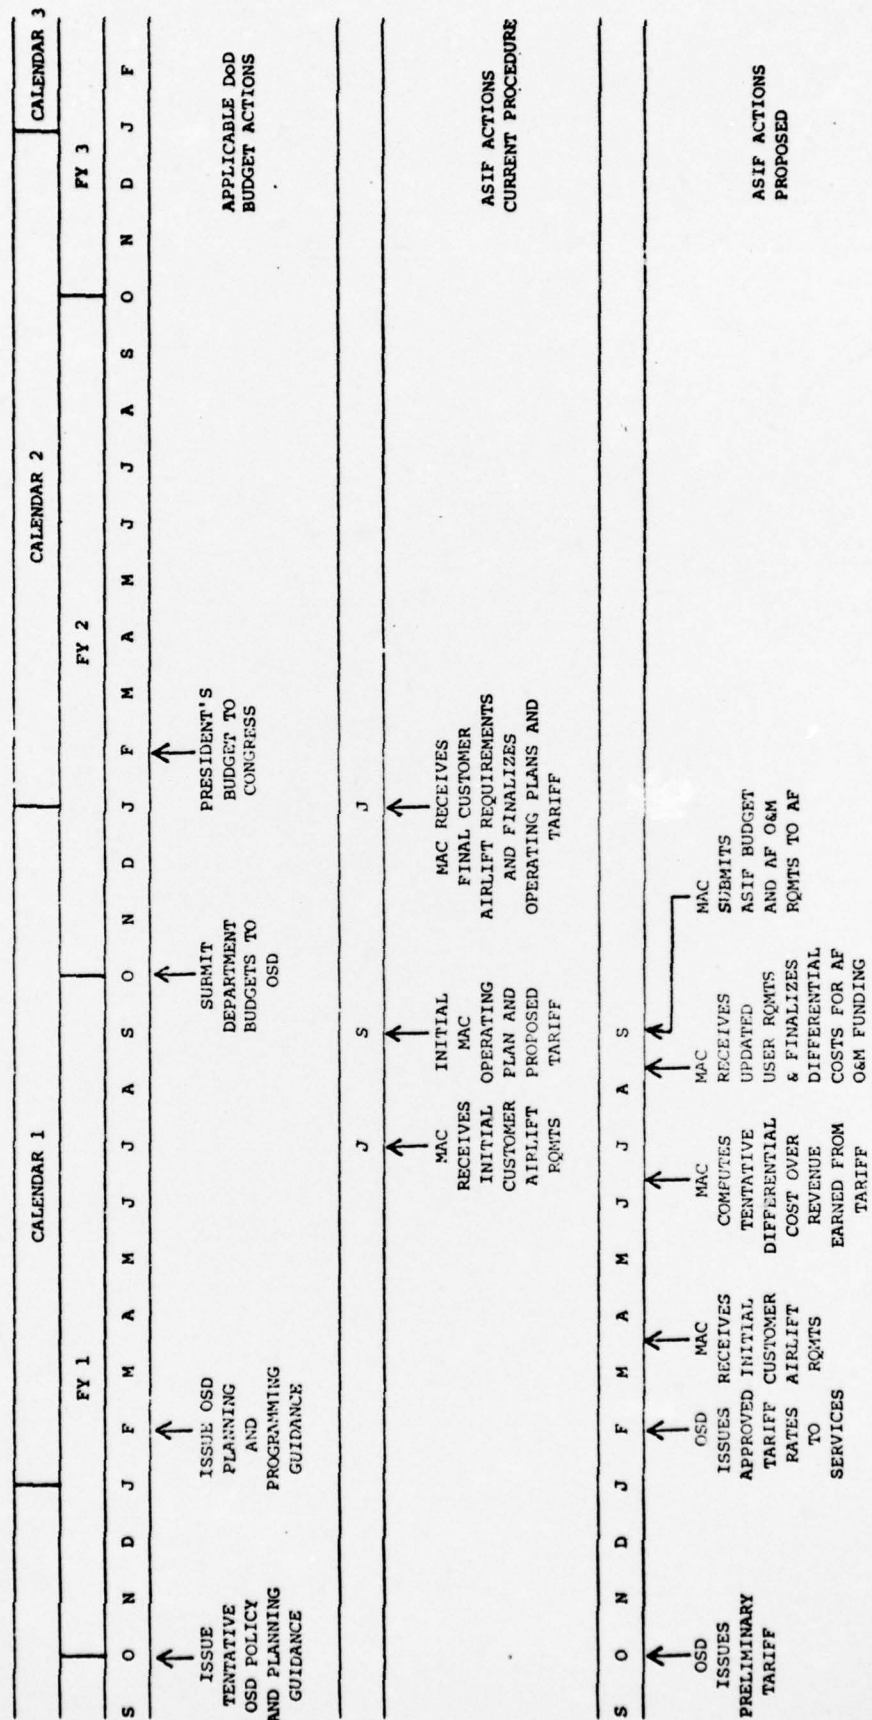 CALENDAR 1 CALENDAR 2 CALENDAR 3
FY 1 FY 2 FY 3
S O N D J F M A M J J A S O N D J F M A M J J A S O N D J F
ISSUE
TENTATIVE
OSD POLICY
AND PLANNING
GUIDANCE
ISSUE OSD
PLANNING
AND
PROGRAMMING
GUIDANCE
SUBMIT
DEPARTMENT
BUDGETS TO
OSD
PRESIDENT'S
BUDGET TO
CONGRESS
APPLICABLE DoD
BUDGET ACTIONS
J S J
MAC
RECEIVES
INITIAL
CUSTOMER
AIRLIFT
RQMTS
INITIAL
MAC
OPERATING
PLAN AND
PROPOSED
TARIFF
MAC RECEIVES
FINAL CUSTOMER
AIRLIFT REQUIREMENTS
AND FINALIZES
OPERATING PLANS AND
TARIFF
ASIF ACTIONS
CURRENT PROCEDURE
S O N D J F M A M J J A S
OSD
ISSUES
PRELIMINARY
TARIFF
OSD
ISSUES
APPROVED
TARIFF
RATES
TO
SERVICES
MAC
RECEIVES
INITIAL
CUSTOMER
AIRLIFT
RQMTS
MAC
COMPUTES
TENTATIVE
DIFFERENTIAL
COST OVER
REVENUE
EARNED FROM
TARIFF
MAC
RECEIVES
UPDATED
USER RQMTS
& FINALIZES
DIFFERENTIAL
COSTS FOR AF
O&M FUNDING
MAC
SUBMITS
ASIF BUDGET
AND AF O&M
RQMTS TO AF
ASIF ACTIONS
PROPOSED